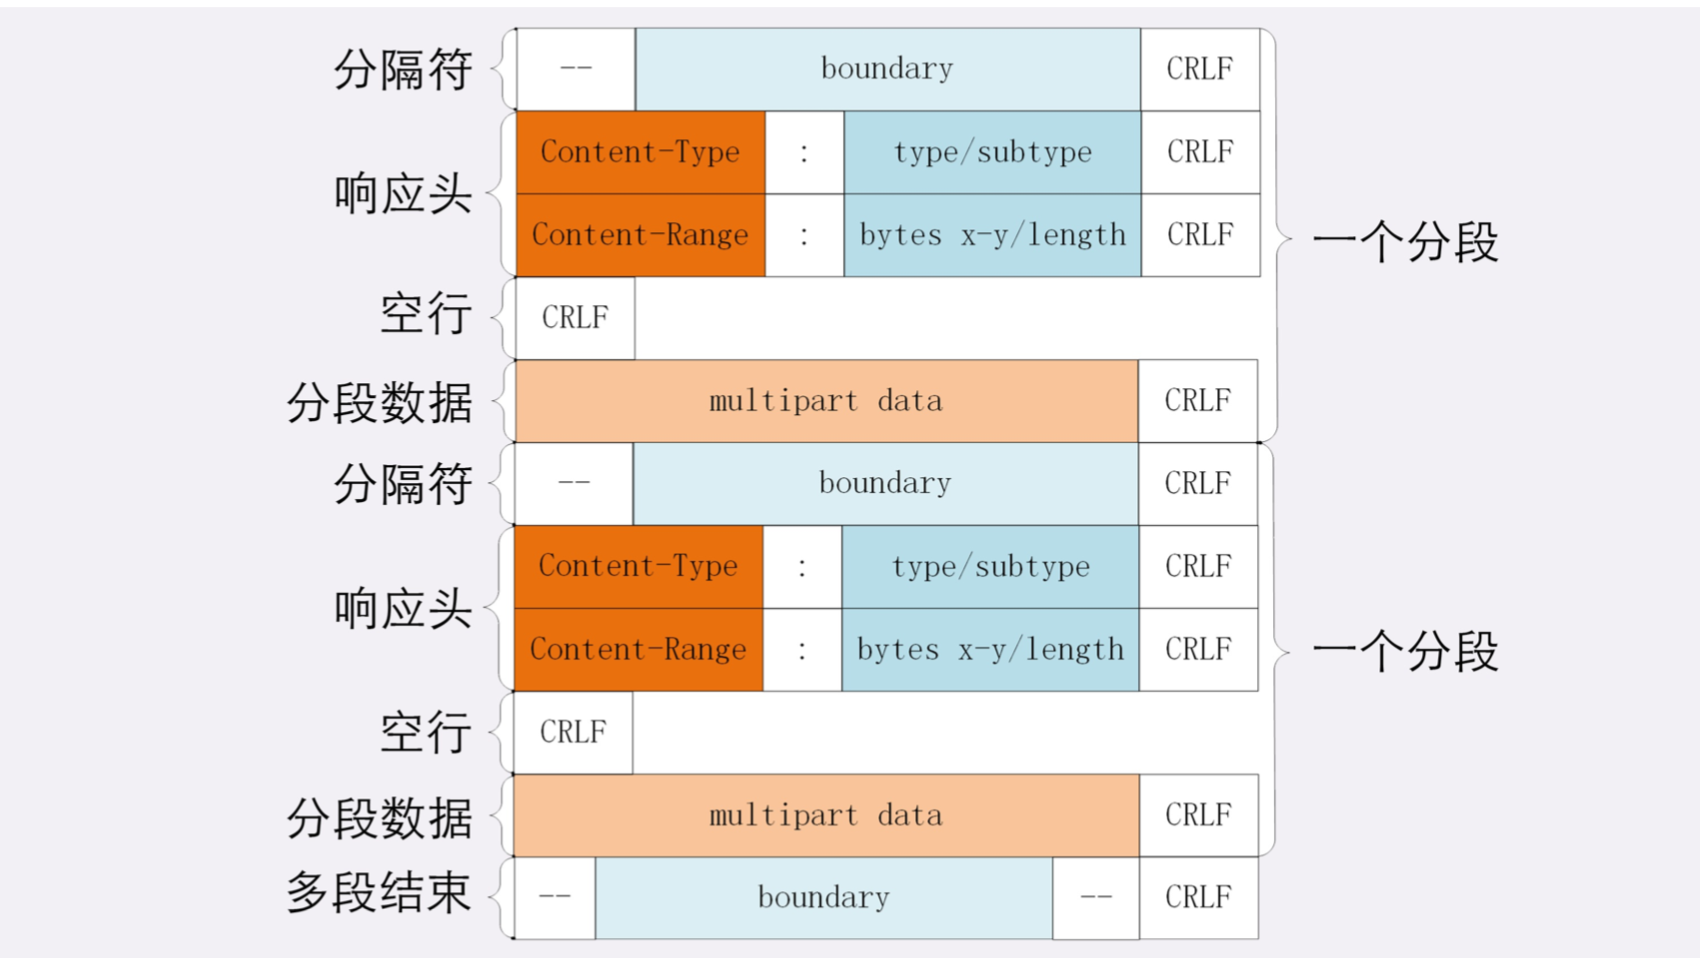 分隔符 -- boundary CRLF
响应头 Content-Type : type/subtype CRLF
Content-Range : bytes x-y/length CRLF
一个分段
空行 CRLF
分段数据 multipart data CRLF
分隔符 -- boundary CRLF
响应头 Content-Type : type/subtype CRLF
Content-Range : bytes x-y/length CRLF
一个分段
空行 CRLF
分段数据 multipart data CRLF
多段结束 -- boundary -- CRLF